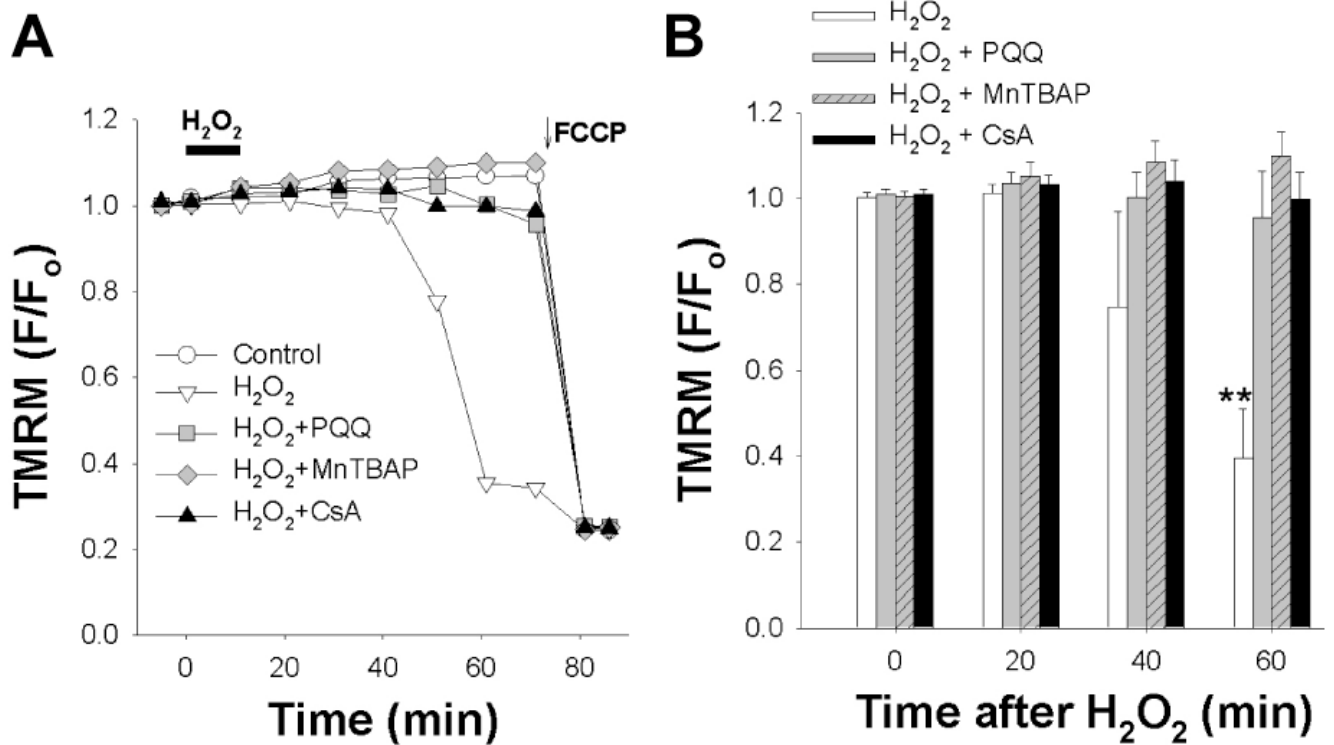 A
H₂O₂
FCCP
1.2
1.0
0.8
0.6
0.4
0.2
0.0
TMRM (F/Fo)
Control
H₂O₂
H₂O₂+PQQ
H₂O₂+MnTBAP
H₂O₂+CsA
0 20 40 60 80
Time (min)
B
H₂O₂
H₂O₂ + PQQ
H₂O₂ + MnTBAP
H₂O₂ + CsA
1.2
1.0
0.8
0.6
0.4
0.2
0.0
TMRM (F/Fo)
**
0 20 40 60
Time after H₂O₂ (min)